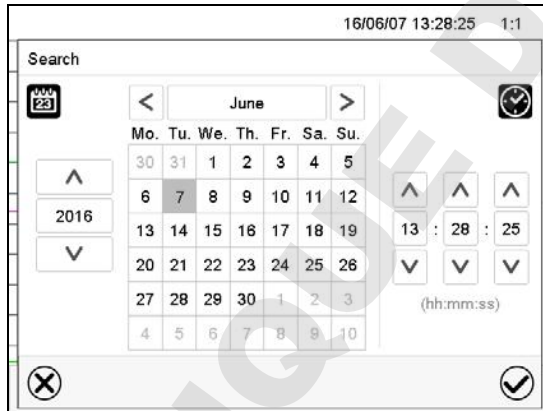 16/06/07 13:28:25 1:1
Search
23
< June >
Mo. Tu. We. Th. Fr. Sa. Su.
30 31 1 2 3 4 5
6 7 8 9 10 11 12
2016
13 14 15 16 17 18 19
13 : 28 : 25
20 21 22 23 24 25 26
27 28 29 30 1 2 3
(hh:mm:ss)
4 5 6 7 8 9 10